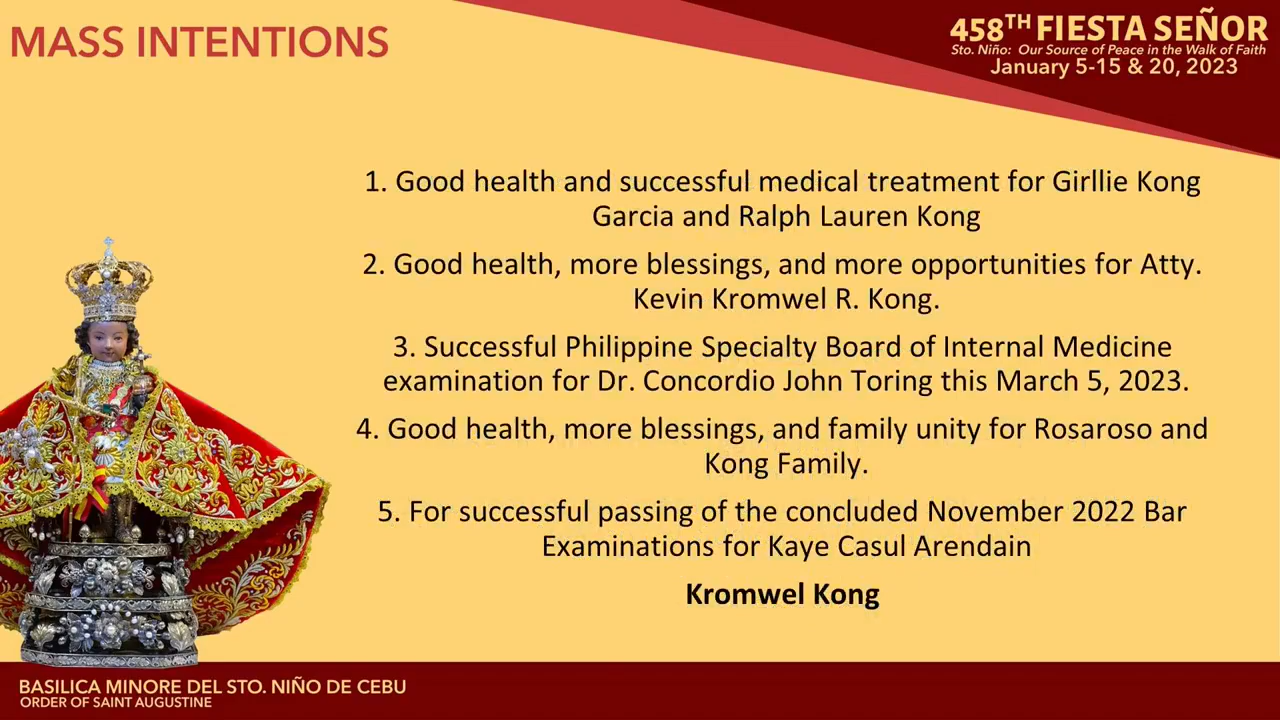 MASS INTENTIONS
458TH FIESTA SEÑOR
Sto. Niño: Our Source of Peace in the Walk of Faith
January 5-15 & 20, 2023
1. Good health and successful medical treatment for Girllie Kong
Garcia and Ralph Lauren Kong
2. Good health, more blessings, and more opportunities for Atty.
Kevin Kromwel R. Kong.
3. Successful Philippine Specialty Board of Internal Medicine
examination for Dr. Concordio John Toring this March 5, 2023.
4. Good health, more blessings, and family unity for Rosaroso and
Kong Family.
5. For successful passing of the concluded November 2022 Bar
Examinations for Kaye Casul Arendain
Kromwel Kong
BASILICA MINORE DEL STO. NIÑO DE CEBU
ORDER OF SAINT AUGUSTINE